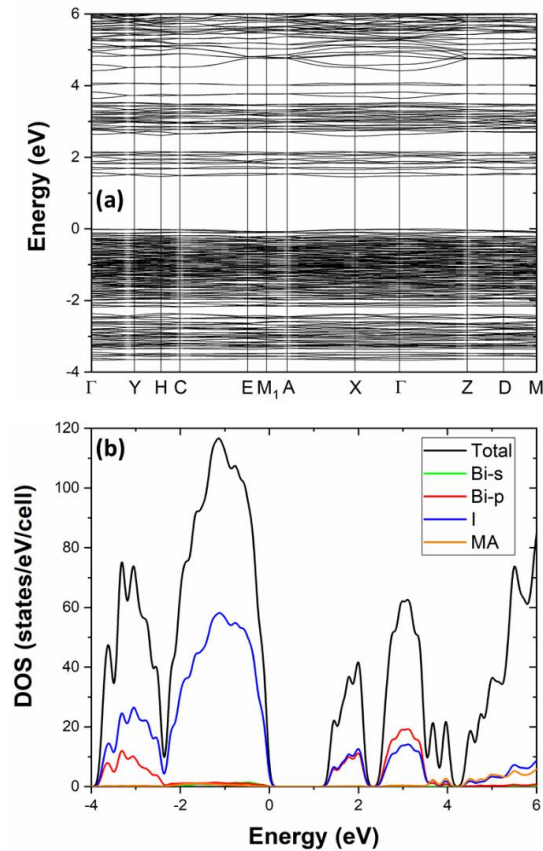 6
4
2
0
-2
-4
Energy (eV)
(a)
Γ Y H C E M₁ A X Γ Z D M
(b)
120
100
80
60
40
20
0
DOS (states/eV/cell)
Total
Bi-s
Bi-p
I
MA
-4 -2 0 2 4 6
Energy (eV)